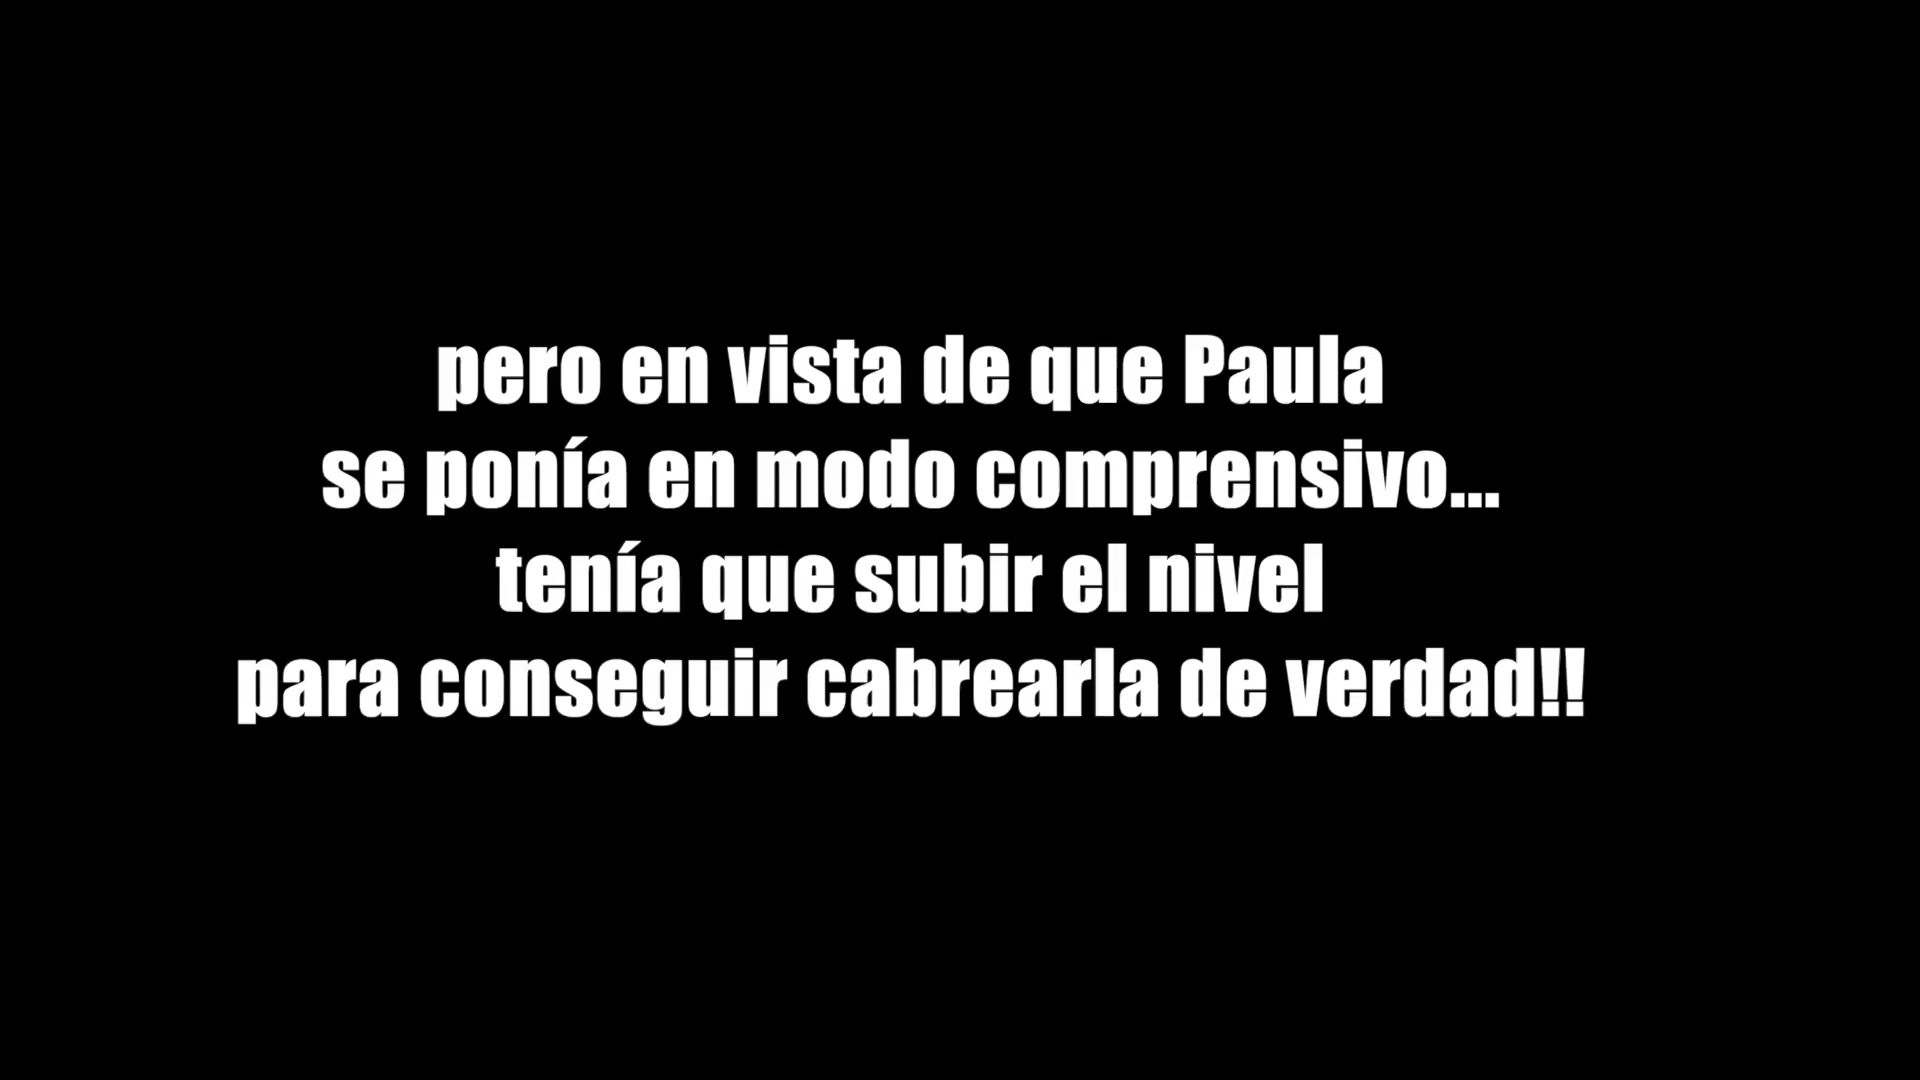 pero en vista de que Paula
se ponía en modo comprensivo...
tenía que subir el nivel
para conseguir cabrearla de verdad!!